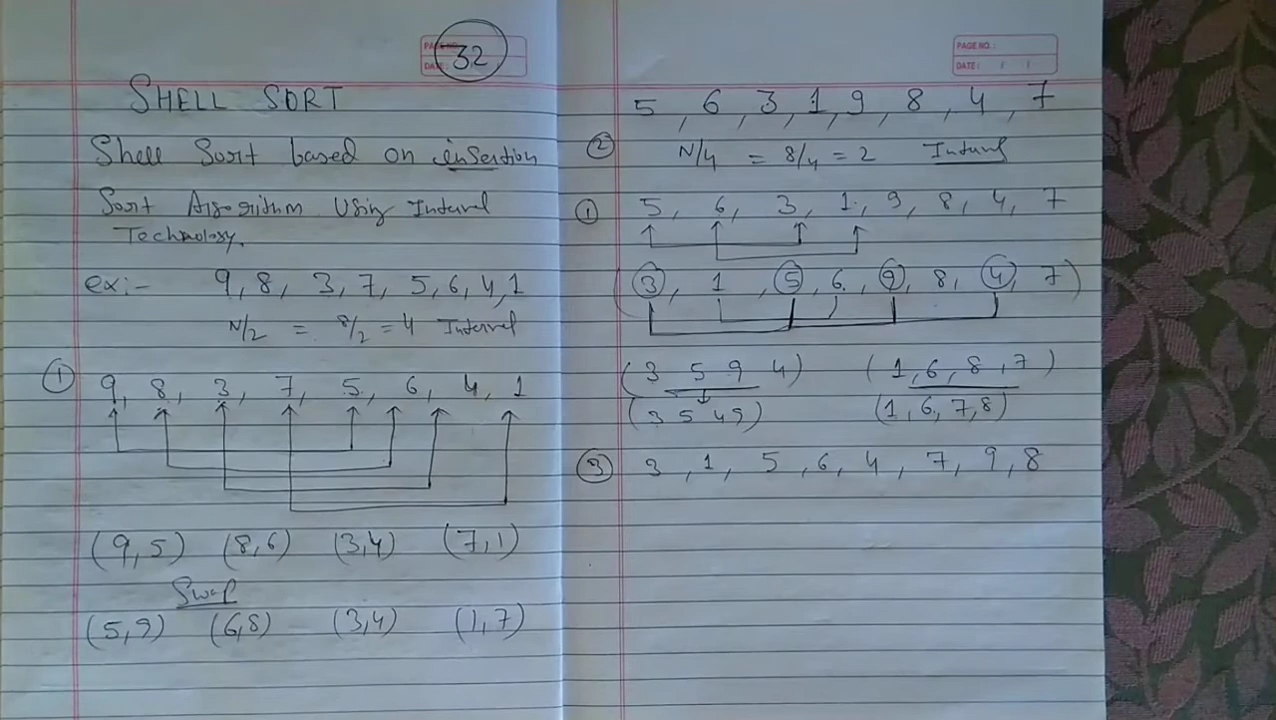 32
SHELL SORT
Shell Sort based on insertion
Sort Algoritum Using Interval
Technology.
ex:- 9, 8, 3, 7, 5, 6, 4, 1
N/2 = 8/2 = 4 Interval
① 9, 8, 3, 7, 5, 6, 4, 1
(9,5) (8,6) (3,4) (7,1)
Swap
(5,9) (6,8) (3,4) (1,7)
PAGE NO.:
DATE: / /
5, 6, 3, 1, 9, 8, 4, 7
② N/4 = 8/4 = 2
① 5, 6, 3, 1, 9, 8, 4, 7
(3, 1, 5, 6, 9, 8, 4, 7)
(3 5 9 4) (1, 6, 8, 7)
(3 5 4 9) (1, 6, 7, 8)
③ 3, 1, 5, 6, 4, 7, 9, 8